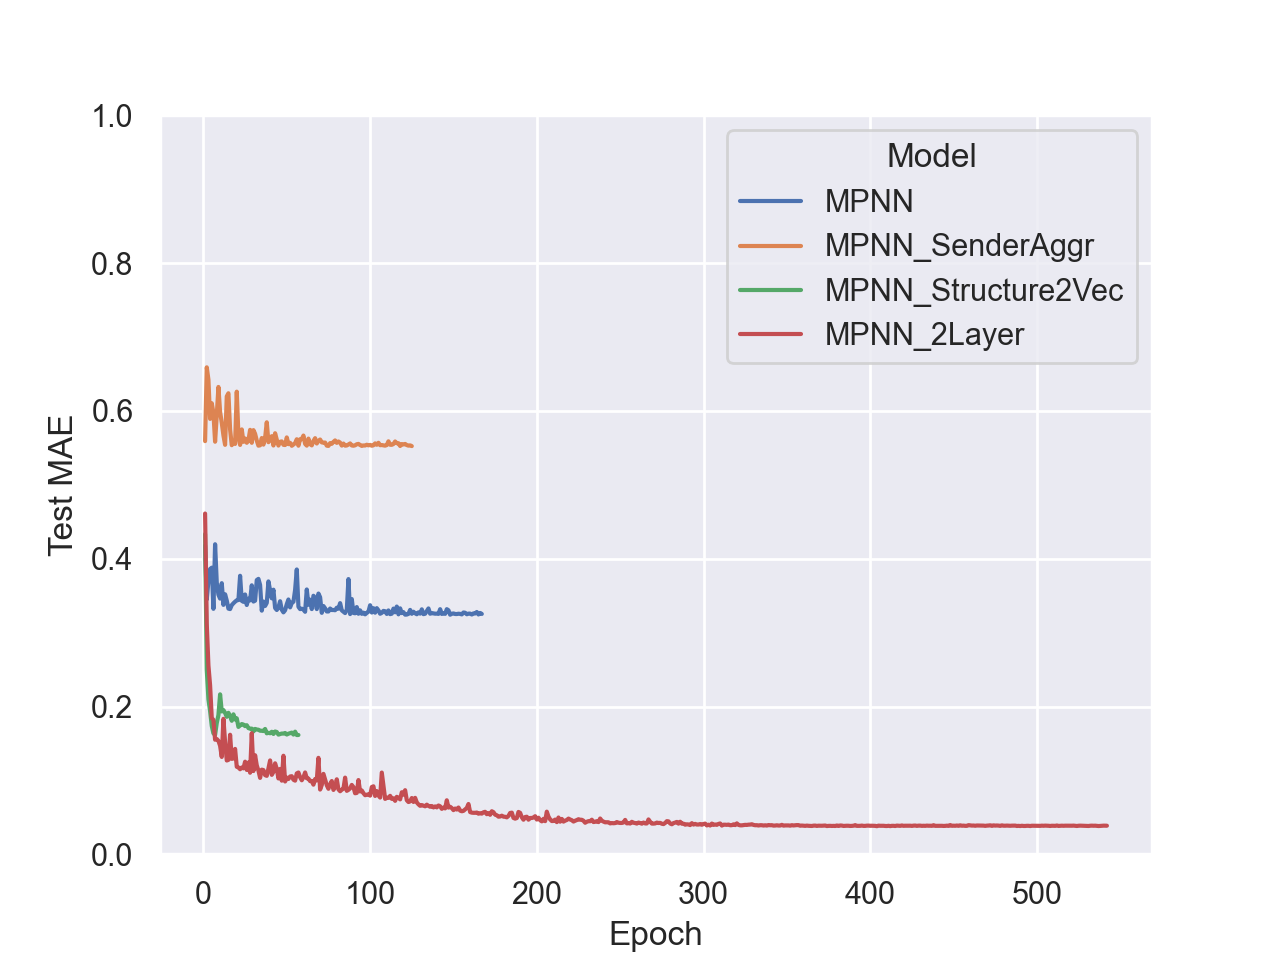 1.0
0.8
0.6
0.4
0.2
0.0
Test MAE
Model
MPNN
MPNN_SenderAggr
MPNN_Structure2Vec
MPNN_2Layer
0 100 200 300 400 500
Epoch